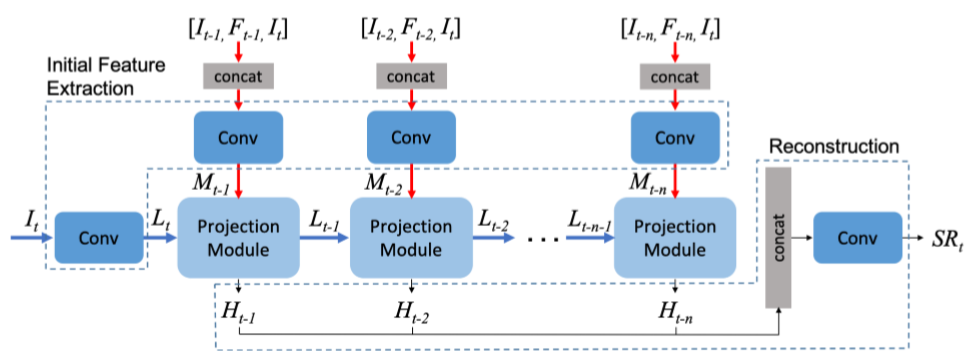 [I_{t-1}, F_{t-1}, I_t] [I_{t-2}, F_{t-2}, I_t] [I_{t-n}, F_{t-n}, I_t]
Initial Feature
Extraction
concat concat concat
Conv Conv Conv
Reconstruction
M_{t-1} M_{t-2} M_{t-n}
I_t Conv L_t Projection
Module L_{t-1} Projection
Module L_{t-2} ... L_{t-n-1} Projection
Module concat Conv SR_t
H_{t-1} H_{t-2} H_{t-n}